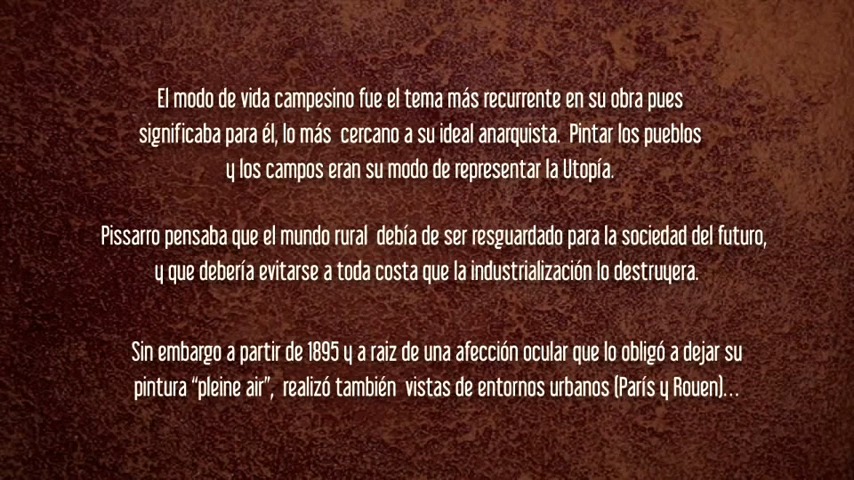 El modo de vida campesino fue el tema más recurrente en su obra pues
significaba para él, lo más cercano a su ideal anarquista. Pintar los pueblos
y los campos eran su modo de representar la Utopía.
Pissarro pensaba que el mundo rural debía de ser resguardado para la sociedad del futuro,
y que debería evitarse a toda costa que la industrialización lo destruyera.
Sin embargo a partir de 1895 y a raiz de una afección ocular que lo obligó a dejar su
pintura “pleine air”, realizó también vistas de entornos urbanos (París y Rouen)...